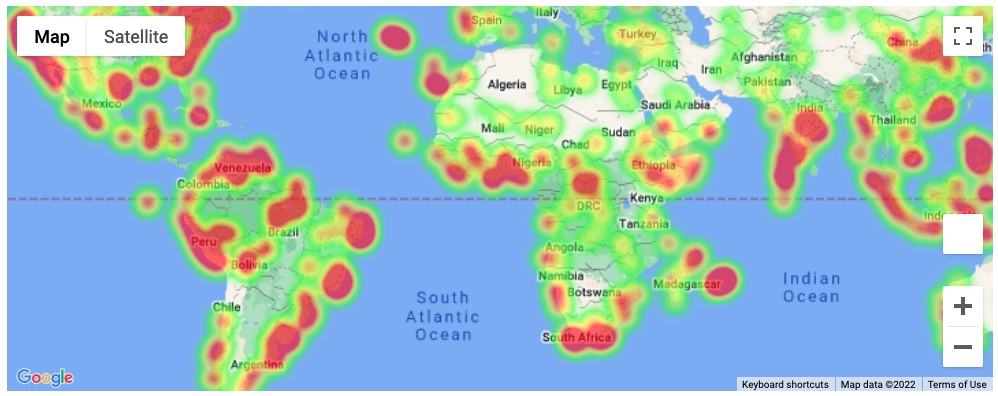 Map
Satellite
North
Atlantic
Ocean
Spain
Italy
Turkey
China
Afghanistan
Iraq
Iran
Algeria
Libya
Egypt
Pakistan
Mexico
Saudi Arabia
India
Thailand
Mali
Niger
Sudan
Chad
Venezuela
Nigeria
Ethiopia
Colombia
Kenya
DRC
Tanzania
Brazil
Peru
Angola
Bolivia
Namibia
Botswana
Madagascar
Indian
Ocean
Chile
South
Atlantic
Ocean
South Africa
Argentina
Google
Keyboard shortcuts
Map data ©2022
Terms of Use